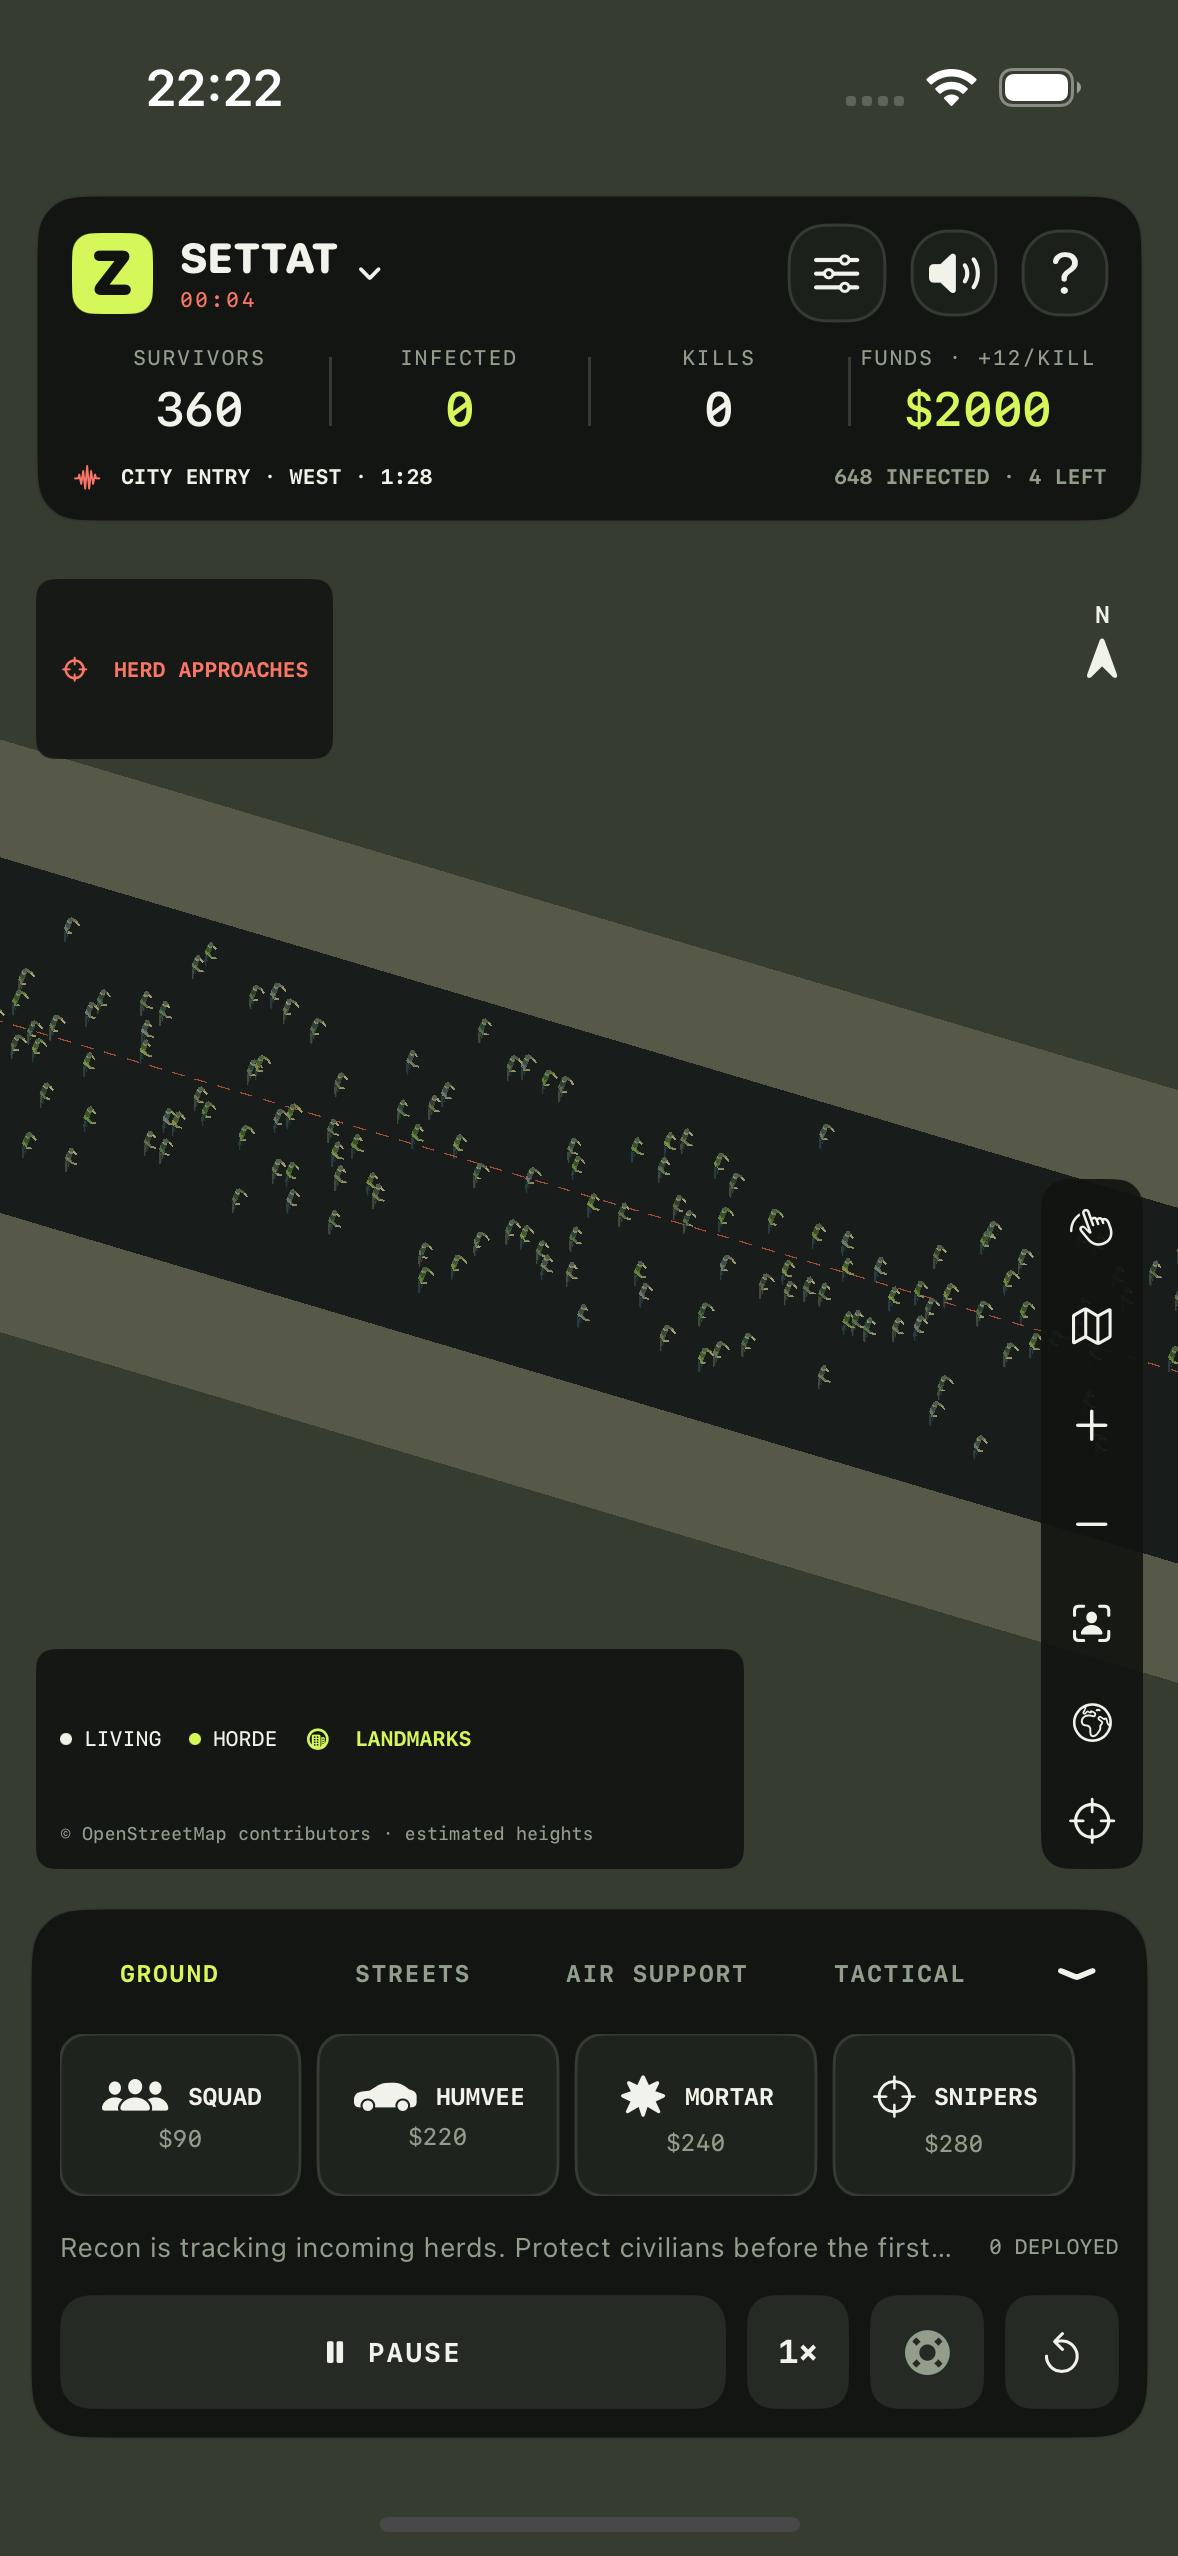 22:22
Z
SETTAT
00:04
?
SURVIVORS
INFECTED
KILLS
FUNDS · +12/KILL
360
0
0
$2000
CITY ENTRY · WEST · 1:28
648 INFECTED · 4 LEFT
HERD APPROACHES
N
LIVING
HORDE
LANDMARKS
© OpenStreetMap contributors · estimated heights
GROUND
STREETS
AIR SUPPORT
TACTICAL
SQUAD
$90
HUMVEE
$220
MORTAR
$240
SNIPERS
$280
Recon is tracking incoming herds. Protect civilians before the first...
0 DEPLOYED
PAUSE
1×